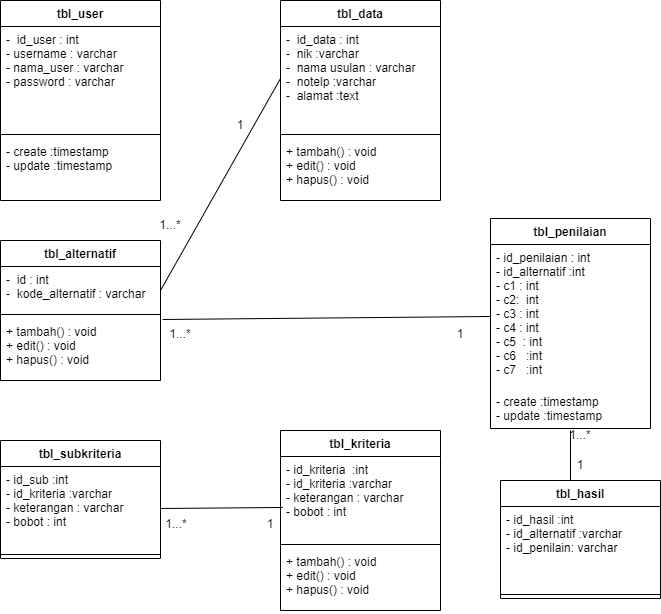 tbl_user
- id_user : int
- username : varchar
- nama_user : varchar
- password : varchar
- create :timestamp
- update :timestamp
tbl_data
- id_data : int
- nik :varchar
- nama usulan : varchar
- notelp :varchar
- alamat :text
+ tambah() : void
+ edit() : void
+ hapus() : void
1
1...*
tbl_alternatif
- id : int
- kode_alternatif : varchar
+ tambah() : void
+ edit() : void
+ hapus() : void
1...*
1
tbl_penilaian
- id_penilaian : int
- id_alternatif :int
- c1 : int
- c2: int
- c3 : int
- c4 : int
- c5 : int
- c6 :int
- c7 :int
- create :timestamp
- update :timestamp
1...*
1
tbl_subkriteria
- id_sub :int
- id_kriteria :varchar
- keterangan : varchar
- bobot : int
1...*
1
tbl_kriteria
- id_kriteria :int
- id_kriteria :varchar
- keterangan : varchar
- bobot : int
+ tambah() : void
+ edit() : void
+ hapus() : void
tbl_hasil
- id_hasil :int
- id_alternatif :varchar
- id_penilain: varchar